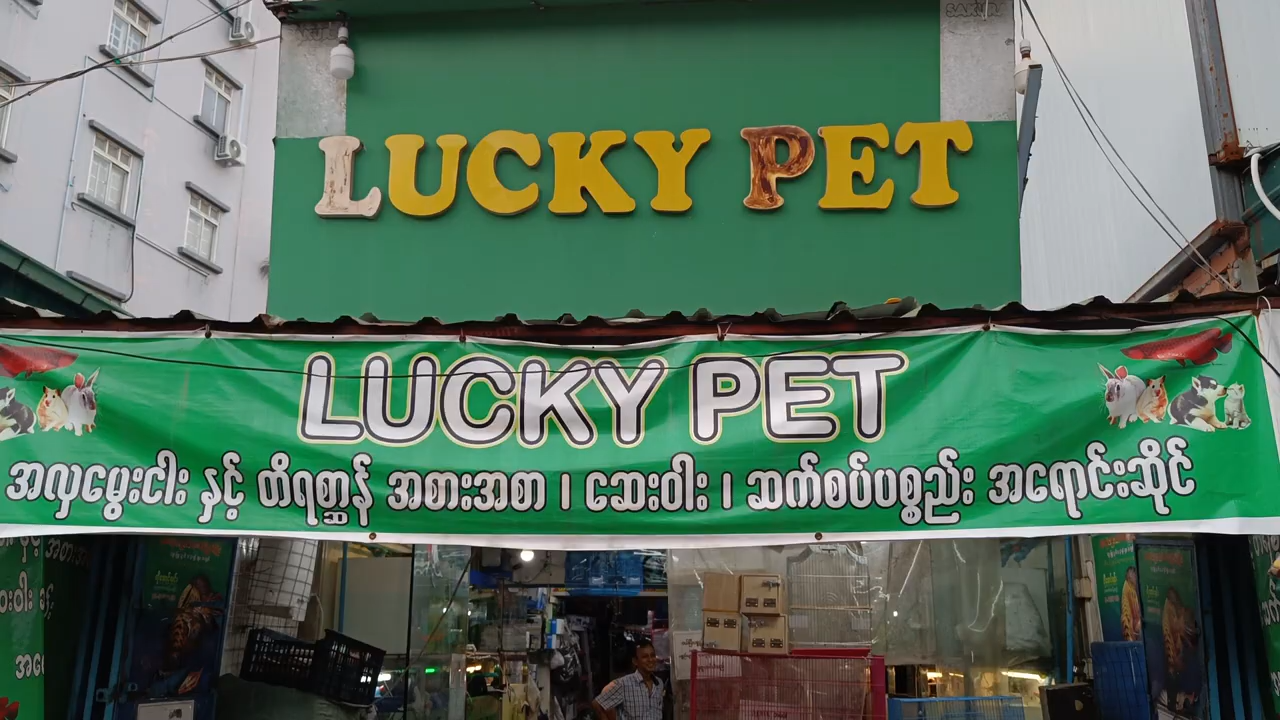 SAKURA
LUCKY PET
LUCKY PET
အလှမွေးငါး နှင့် တိရစ္ဆာန် အစားအစာ ၊ ဆေးဝါး ၊ ဆက်စပ်ပစ္စည်း အရောင်းဆိုင်